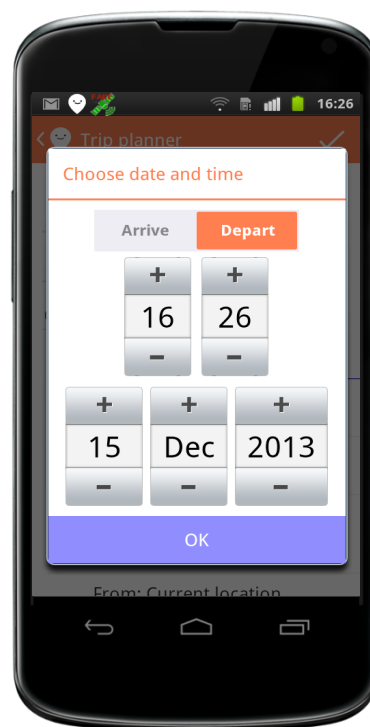 16:26
Trip planner
Choose date and time
Arrive Depart
+ +
16 26
− −
+ + +
15 Dec 2013
− − −
OK
From: Current location